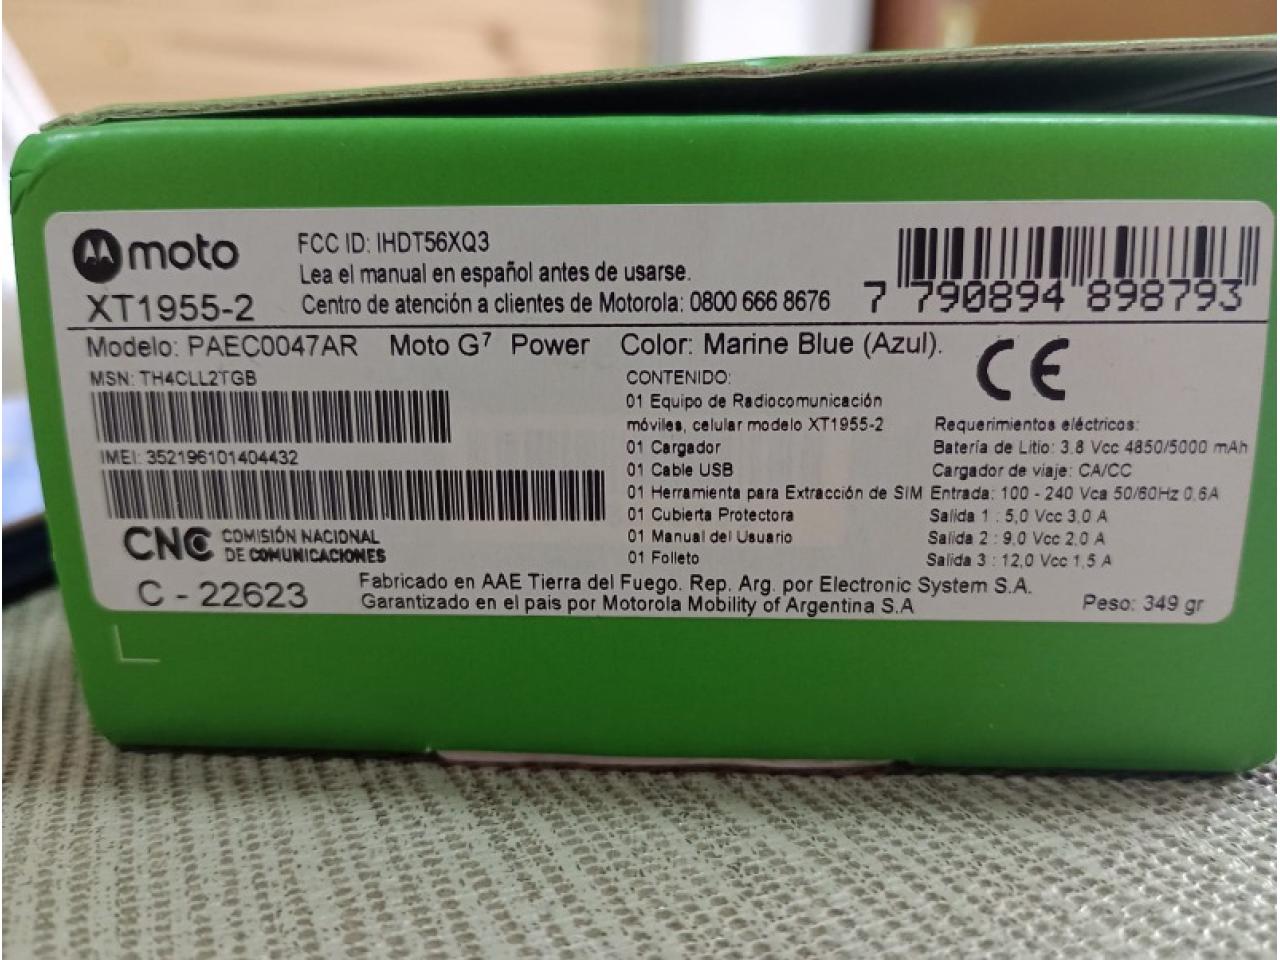 moto
XT1955-2
FCC ID: IHDT56XQ3
Lea el manual en español antes de usarse.
Centro de atención a clientes de Motorola: 0800 666 8676
7 790894 898793
Modelo: PAEC0047AR Moto G7 Power Color: Marine Blue (Azul).
CE
MSN: TH4CLL2TGB
IMEI: 352196101404432
CNC COMISIÓN NACIONAL
DE COMUNICACIONES
C - 22623
CONTENIDO:
01 Equipo de Radiocomunicación
móviles, celular modelo XT1955-2
01 Cargador
01 Cable USB
01 Herramienta para Extracción de SIM
01 Cubierta Protectora
01 Manual del Usuario
01 Folleto
Requerimientos eléctricos:
Batería de Litio: 3.8 Vcc 4850/5000 mAh
Cargador de viaje: CA/CC
Entrada: 100 - 240 Vca 50/60Hz 0,6A
Salida 1 : 5,0 Vcc 3,0 A
Salida 2 : 9,0 Vcc 2,0 A
Salida 3 : 12,0 Vcc 1,5 A
Fabricado en AAE Tierra del Fuego. Rep. Arg. por Electronic System S.A.
Garantizado en el pais por Motorola Mobility of Argentina S.A
Peso: 349 gr